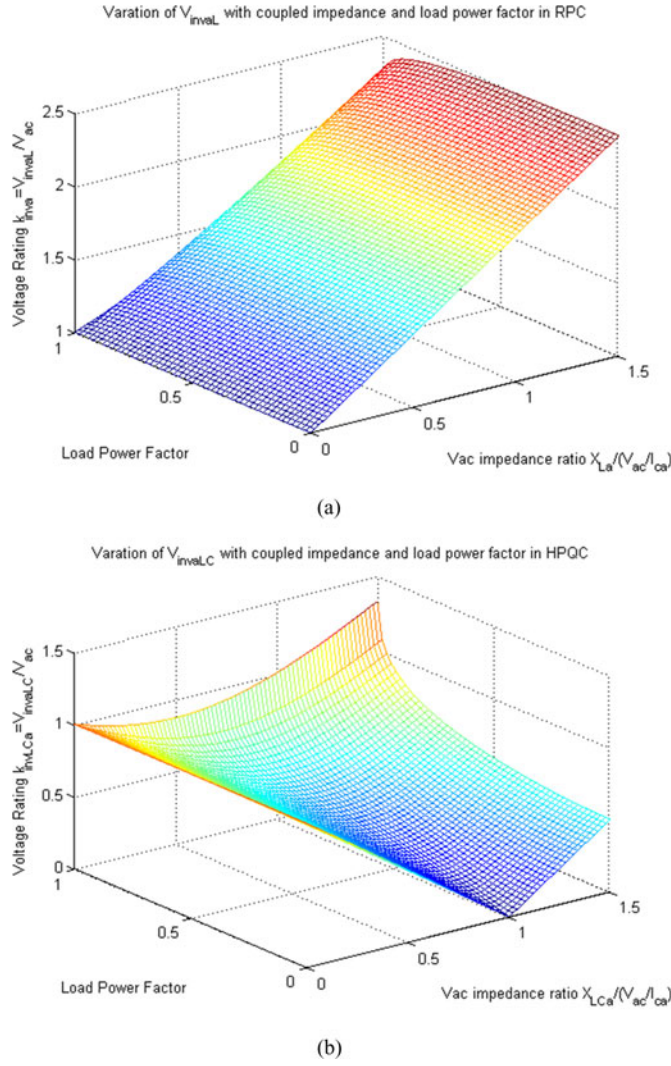 Varation of V_invaL with coupled impedance and load power factor in RPC
Voltage Rating k_inva=V_invaL/V_ac
2.5
2
1.5
1
1
0.5
0
0
0.5
1
1.5
Load Power Factor
Vac impedance ratio X_La/(V_ac/I_ca)
(a)
Varation of V_invaLC with coupled impedance and load power factor in HPQC
Voltage Rating k_invLCa=V_invaLC/V_ac
1.5
1
0.5
0
1
0.5
0
0
0.5
1
1.5
Load Power Factor
Vac impedance ratio X_LCa/(V_ac/I_ca)
(b)